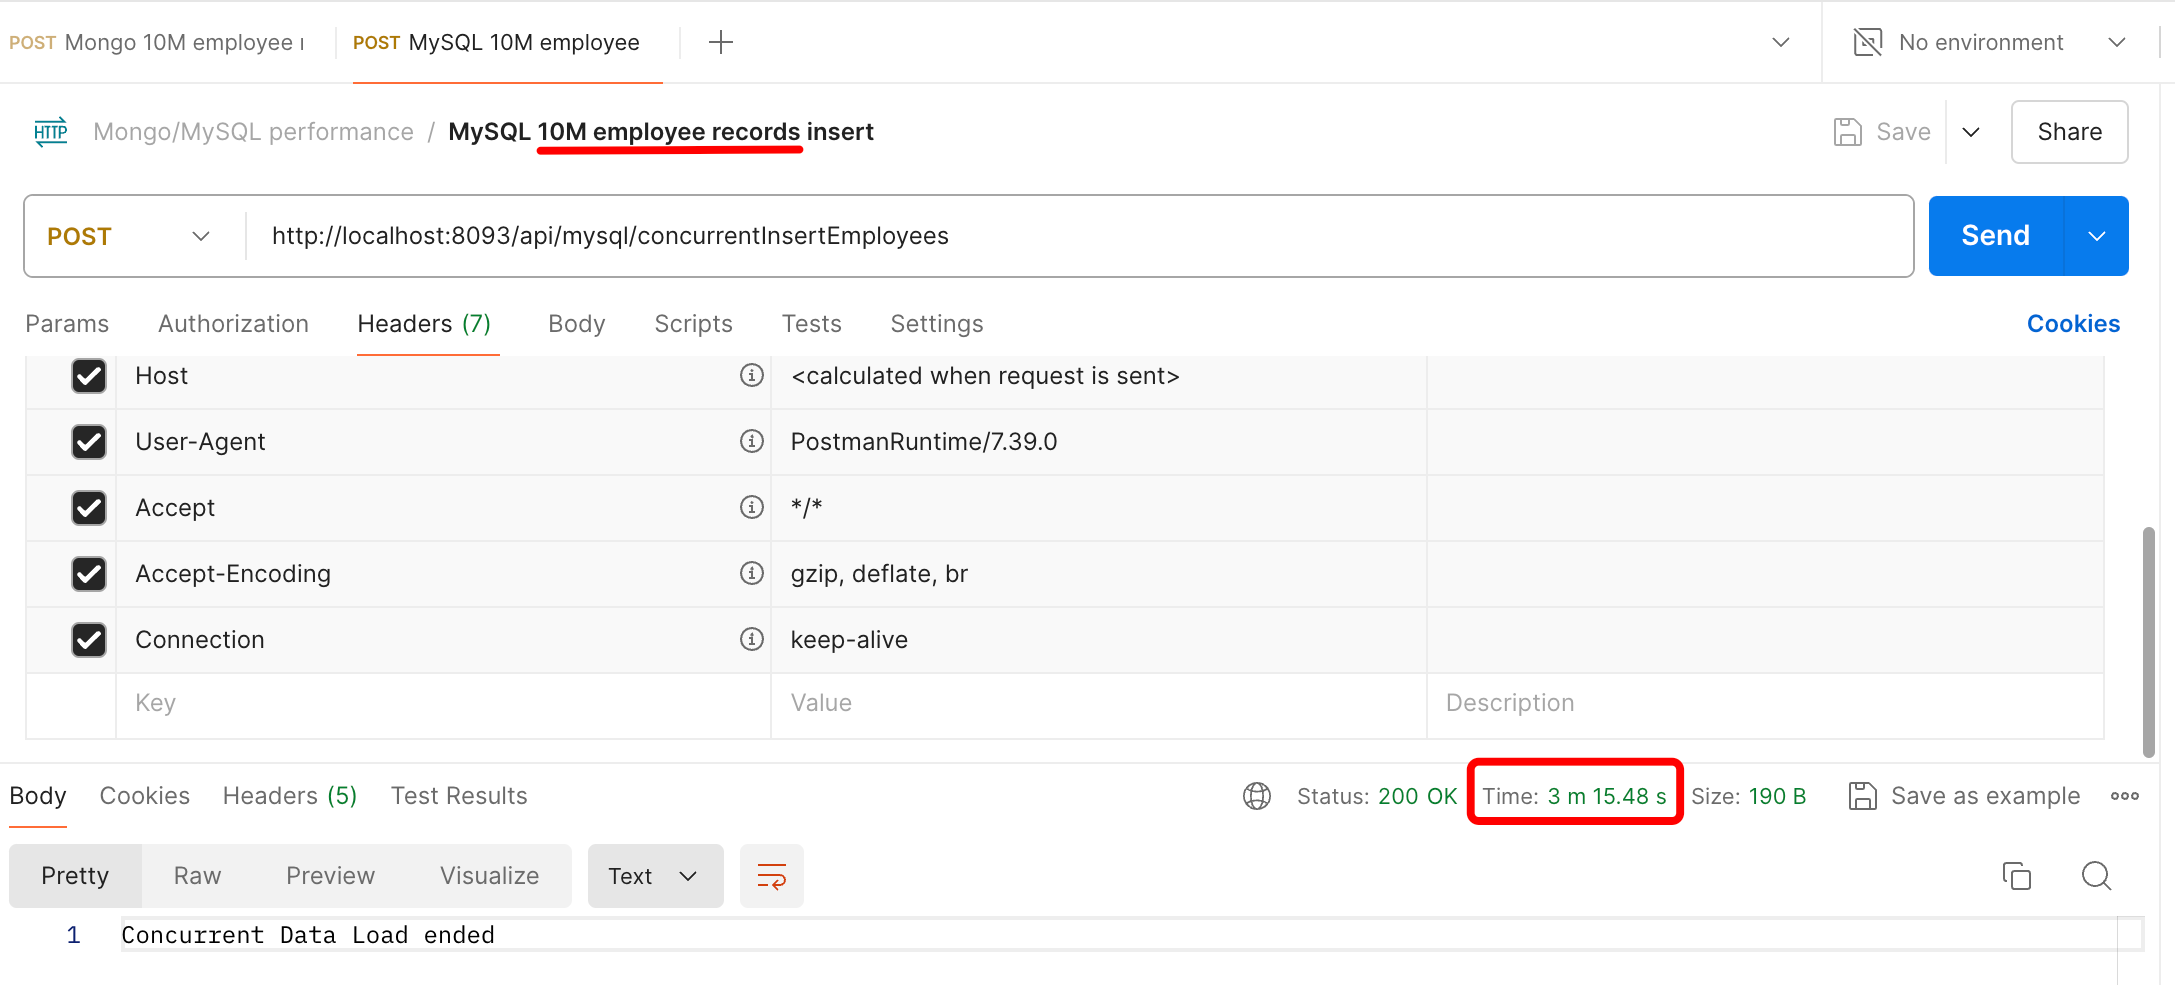 POST Mongo 10M employee
POST MySQL 10M employee
No environment
HTTP Mongo/MySQL performance / MySQL 10M employee records insert
Save
Share
POST
http://localhost:8093/api/mysql/concurrentInsertEmployees
Send
Params Authorization Headers (7) Body Scripts Tests Settings
Cookies
Host <calculated when request is sent>
User-Agent PostmanRuntime/7.39.0
Accept */*
Accept-Encoding gzip, deflate, br
Connection keep-alive
Key Value Description
Body Cookies Headers (5) Test Results
Status: 200 OK Time: 3 m 15.48 s Size: 190 B
Save as example
Pretty Raw Preview Visualize
Text
1 Concurrent Data Load ended